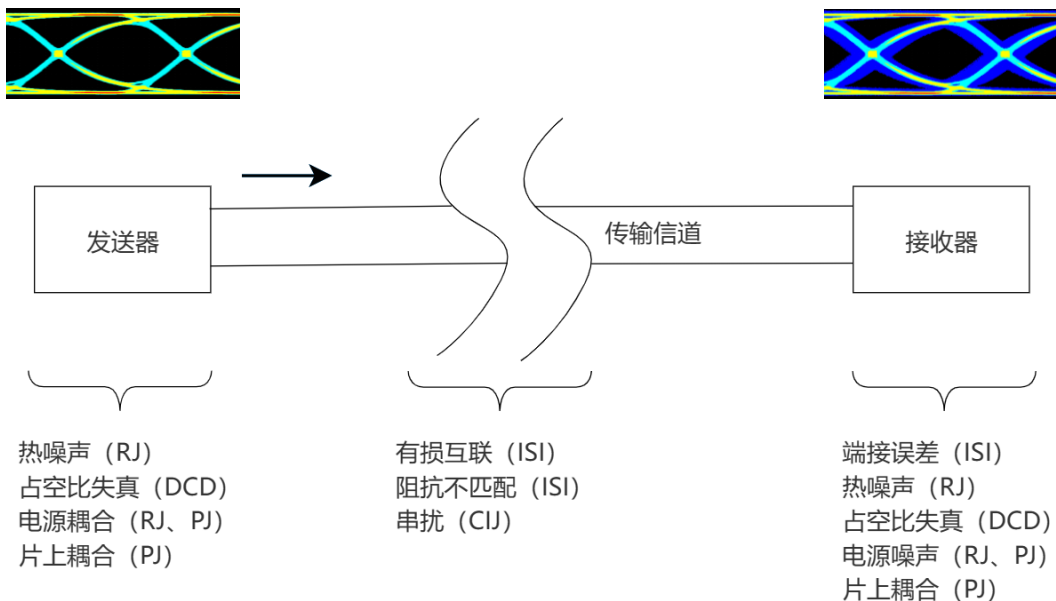 发送器
传输信道
接收器
热噪声（RJ）
占空比失真（DCD）
电源耦合（RJ、PJ）
片上耦合（PJ）
有损互联（ISI）
阻抗不匹配（ISI）
串扰（CIJ）
端接误差（ISI）
热噪声（RJ）
占空比失真（DCD）
电源噪声（RJ、PJ）
片上耦合（PJ）